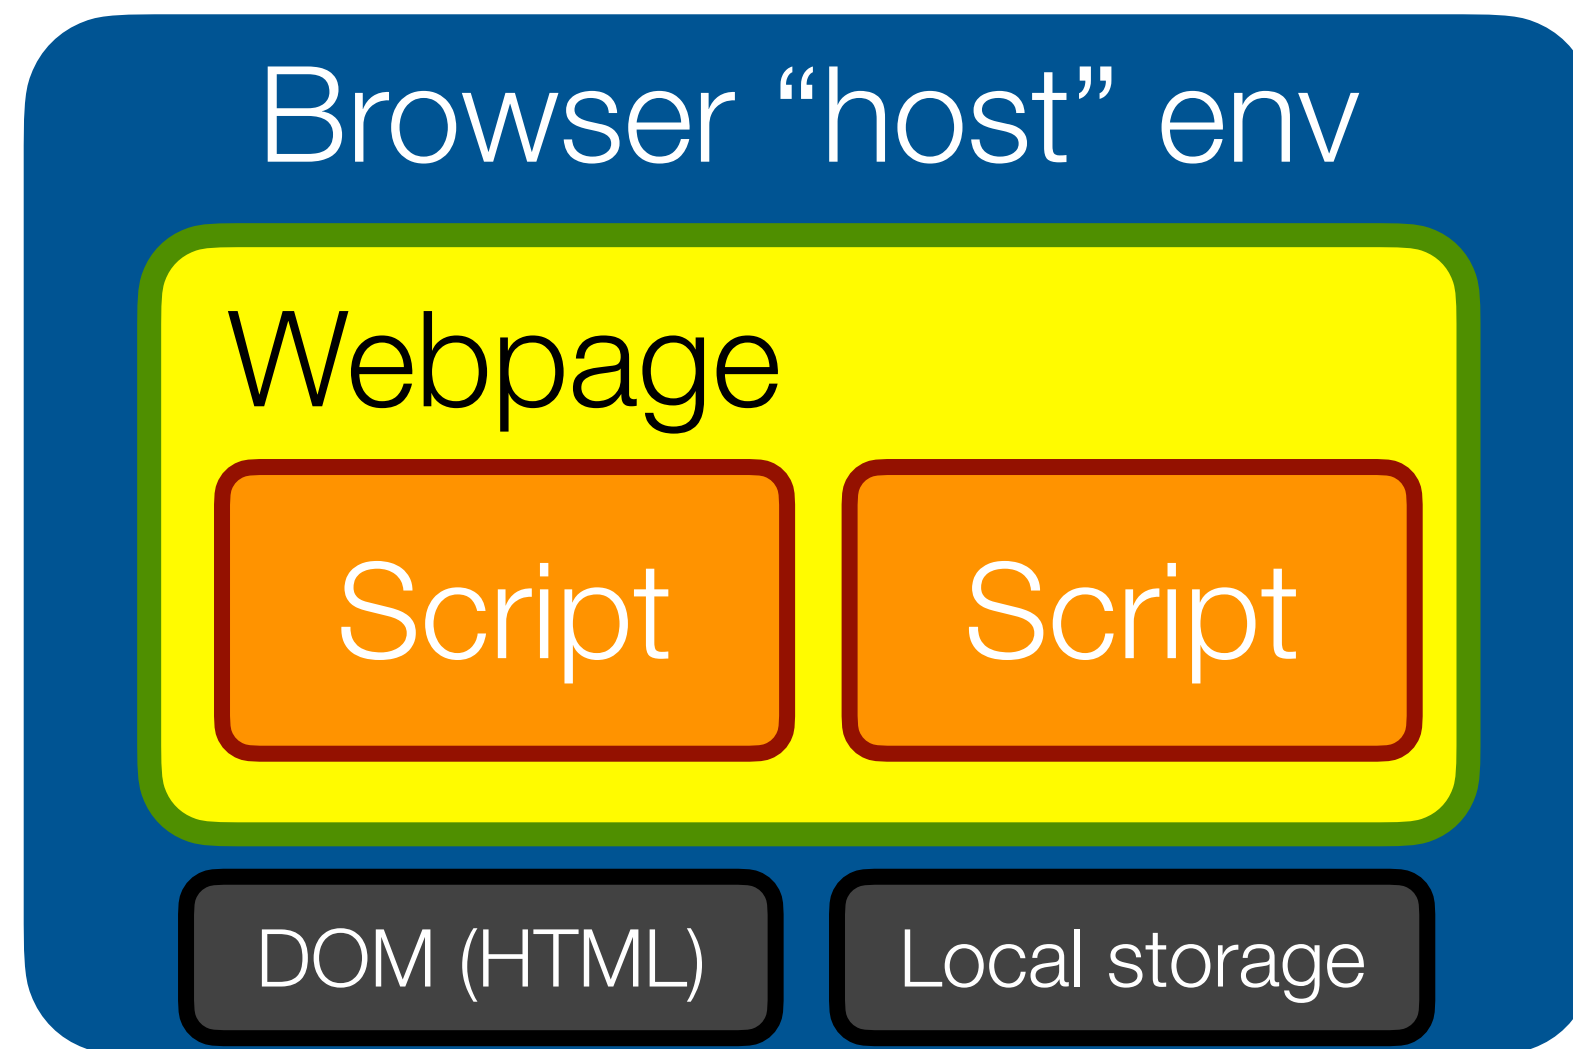 Browser “host” env
Webpage
Script
Script
DOM (HTML)
Local storage